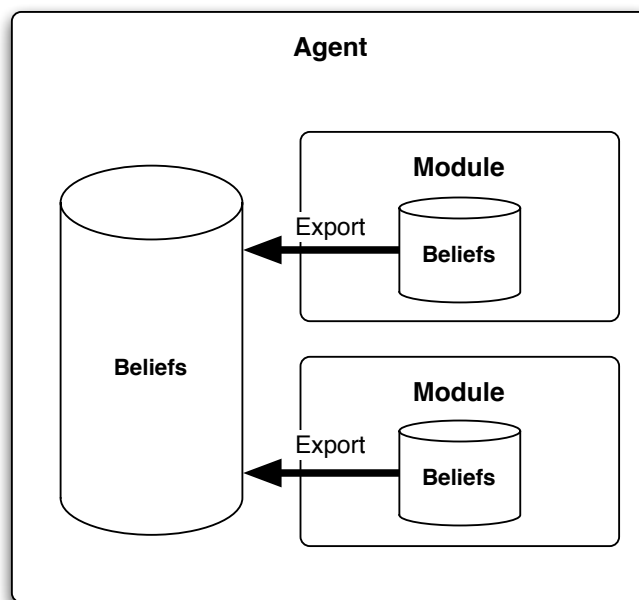 Agent
Module
Export
Beliefs
Beliefs
Module
Export
Beliefs